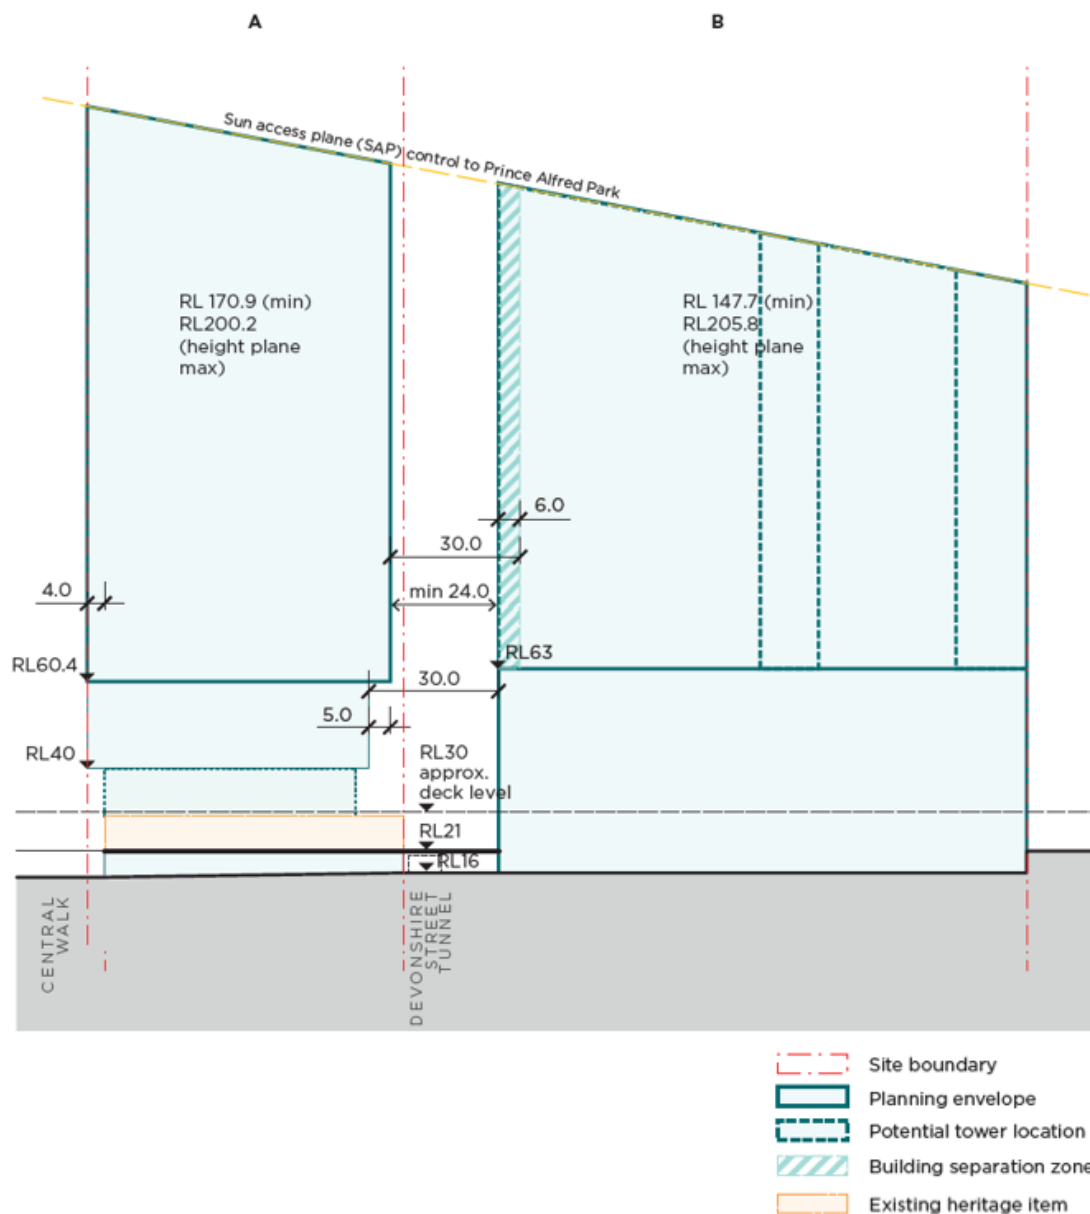 A
B
Sun access plane (SAP) control to Prince Alfred Park
RL 170.9 (min)
RL200.2
(height plane
max)
RL 147.7 (min)
RL205.8
(height plane
max)
6.0
30.0
4.0
min 24.0
RL60.4
RL63
30.0
5.0
RL40
RL30
approx.
deck level
RL21
RL16
CENTRAL
WALK
DEVONSHIRE
STREET
TUNNEL
Site boundary
Planning envelope
Potential tower location
Building separation zone
Existing heritage item